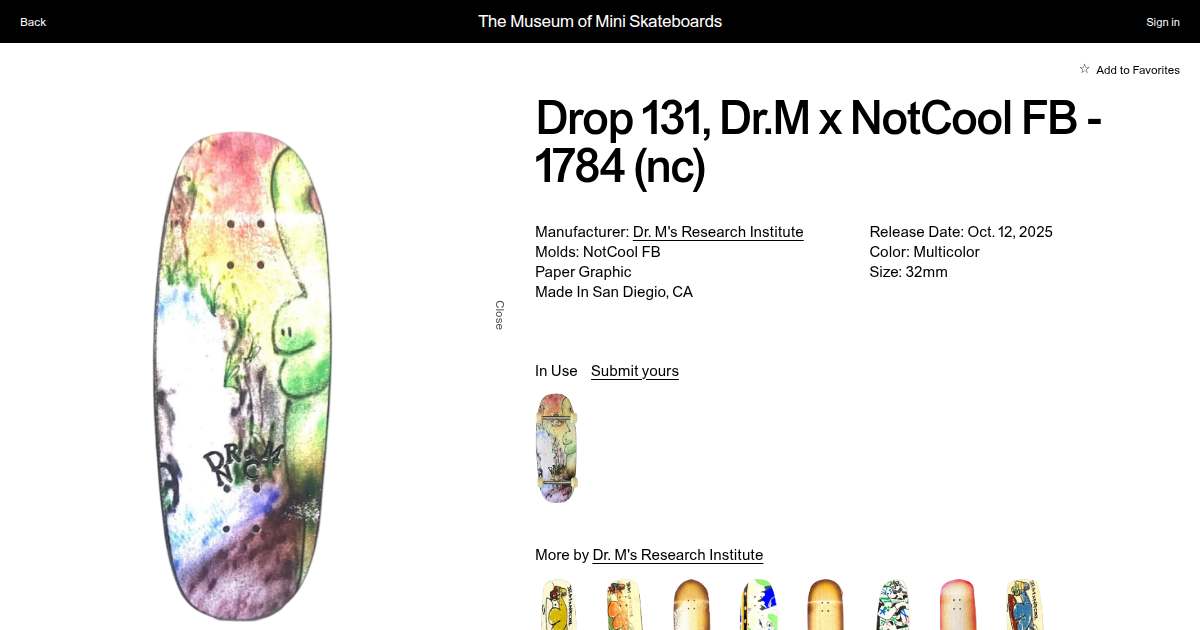 Back
The Museum of Mini Skateboards
Sign in
☆ Add to Favorites
Drop 131, Dr.M x NotCool FB -
1784 (nc)
Manufacturer: Dr. M's Research Institute
Molds: NotCool FB
Paper Graphic
Made In San Diegio, CA
Release Date: Oct. 12, 2025
Color: Multicolor
Size: 32mm
Close
In Use
Submit yours
DR. M
NC
More by Dr. M's Research Institute